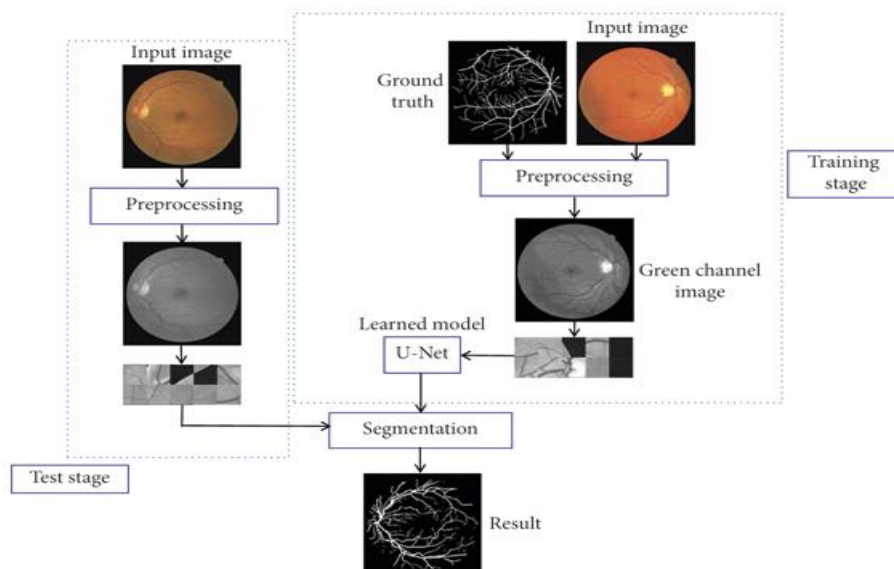 Input image
Preprocessing
Test stage
Input image
Ground
truth
Preprocessing
Training
stage
Green channel
image
Learned model
U-Net
Segmentation
Result